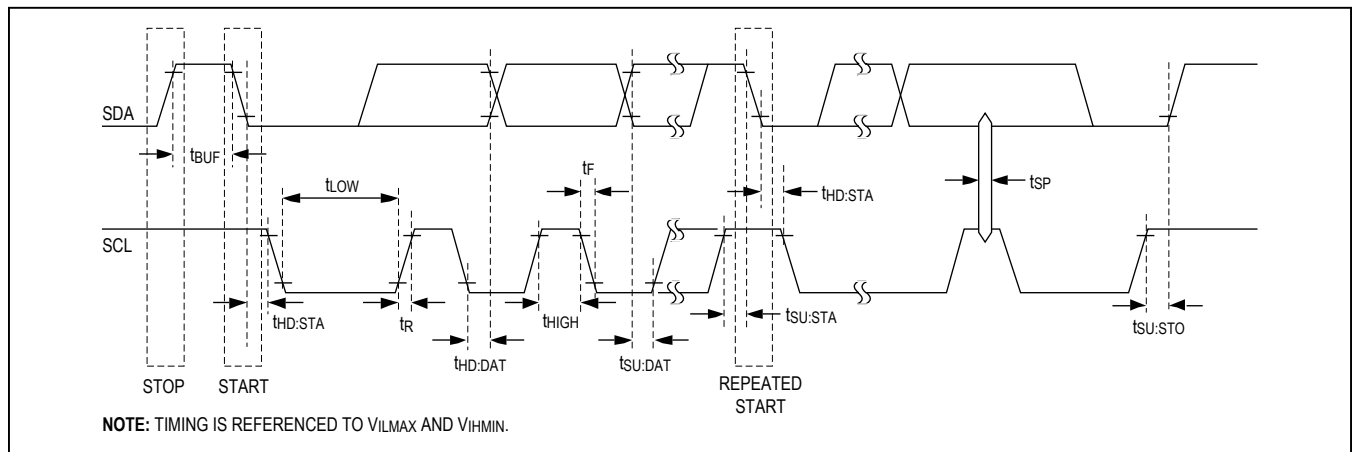 SDA
tBUF
tLOW
tF
tHD:STA
tSP
SCL
tHD:STA
tR
tHD:DAT
tHIGH
tSU:DAT
tSU:STA
tSU:STO
STOP
START
REPEATED
START
NOTE: TIMING IS REFERENCED TO VILMAX AND VIHMIN.